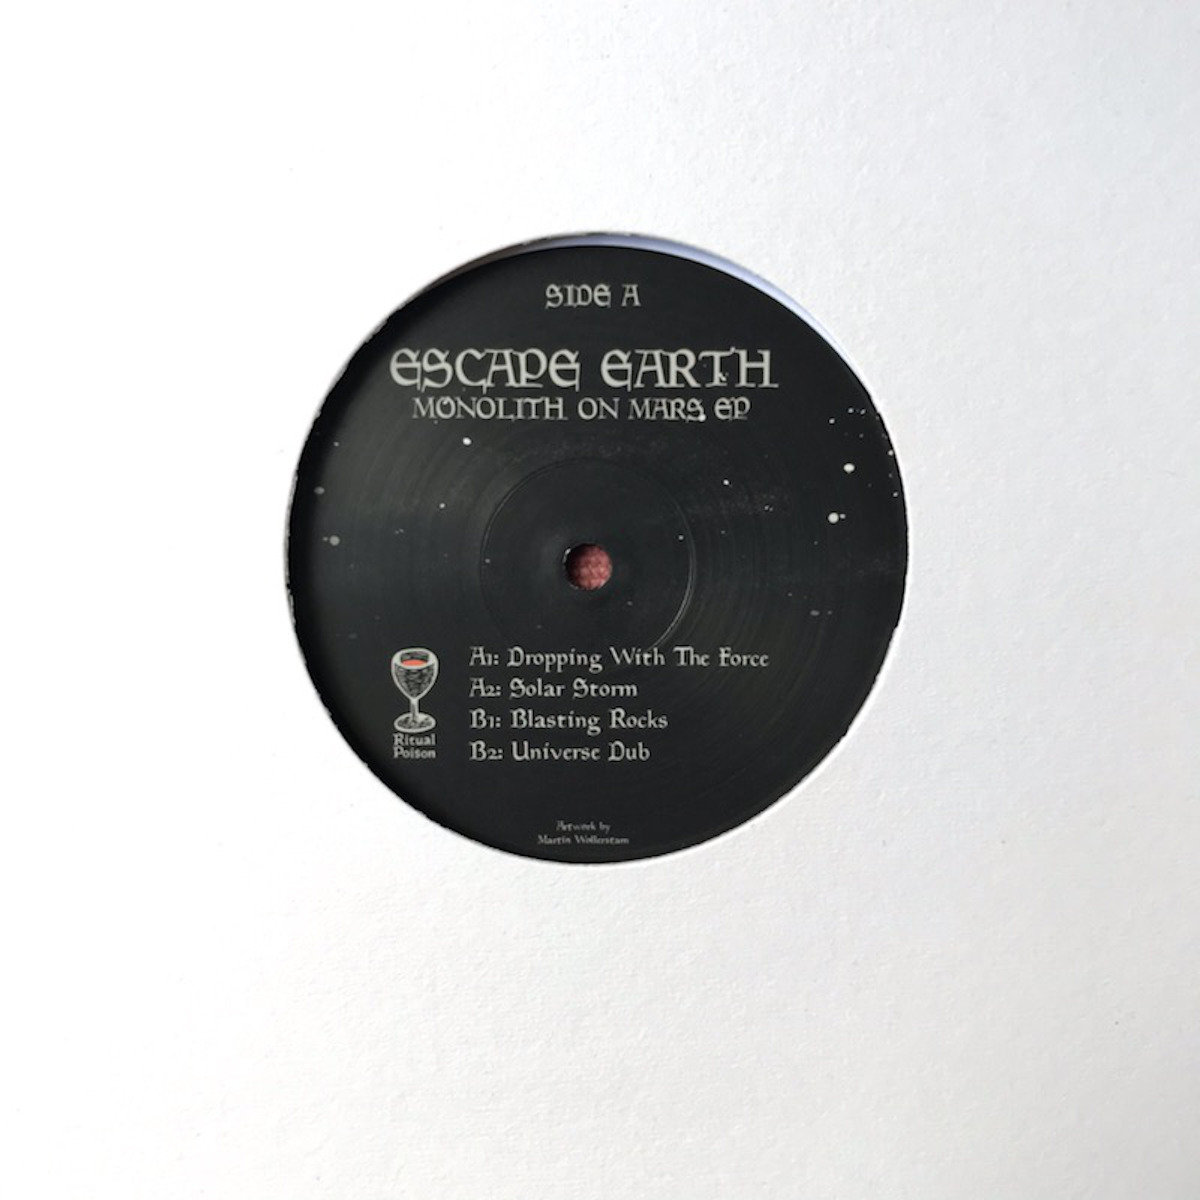 SIDE A
ESCAPE EARTH
MONOLITH ON MARS EP
A1: Dropping With The Force
A2: Solar Storm
B1: Blasting Rocks
B2: Universe Dub
Ritual
Poison
Artwork by
Martin Wollerstam